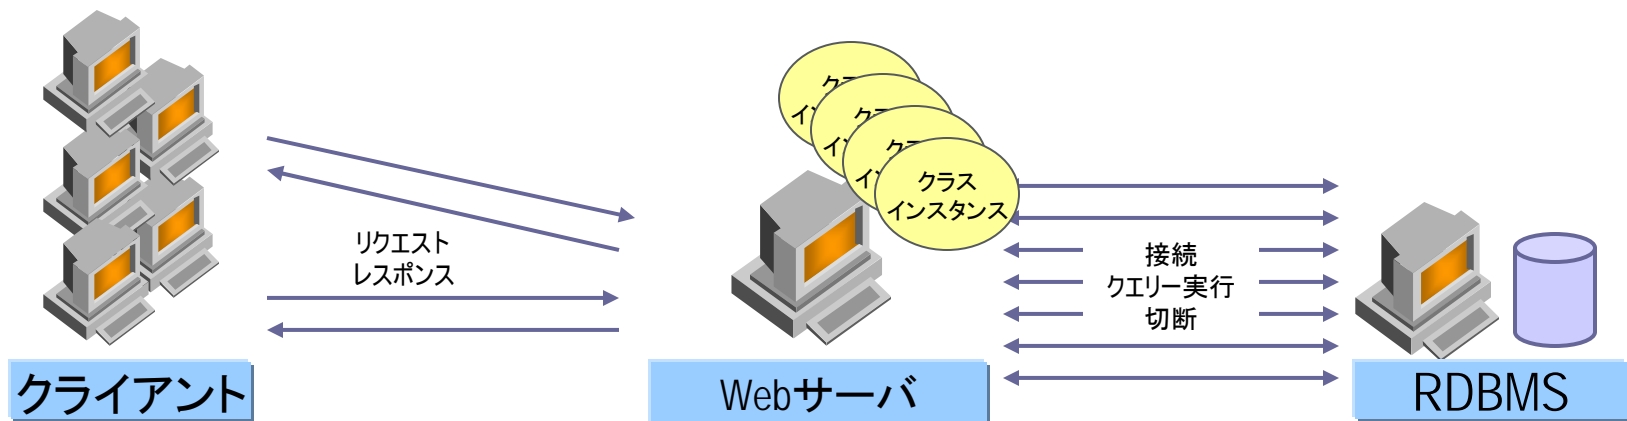 クラス
インスタンス
リクエスト
レスポンス
接続
クエリー実行
切断
クライアント
Webサーバ
RDBMS